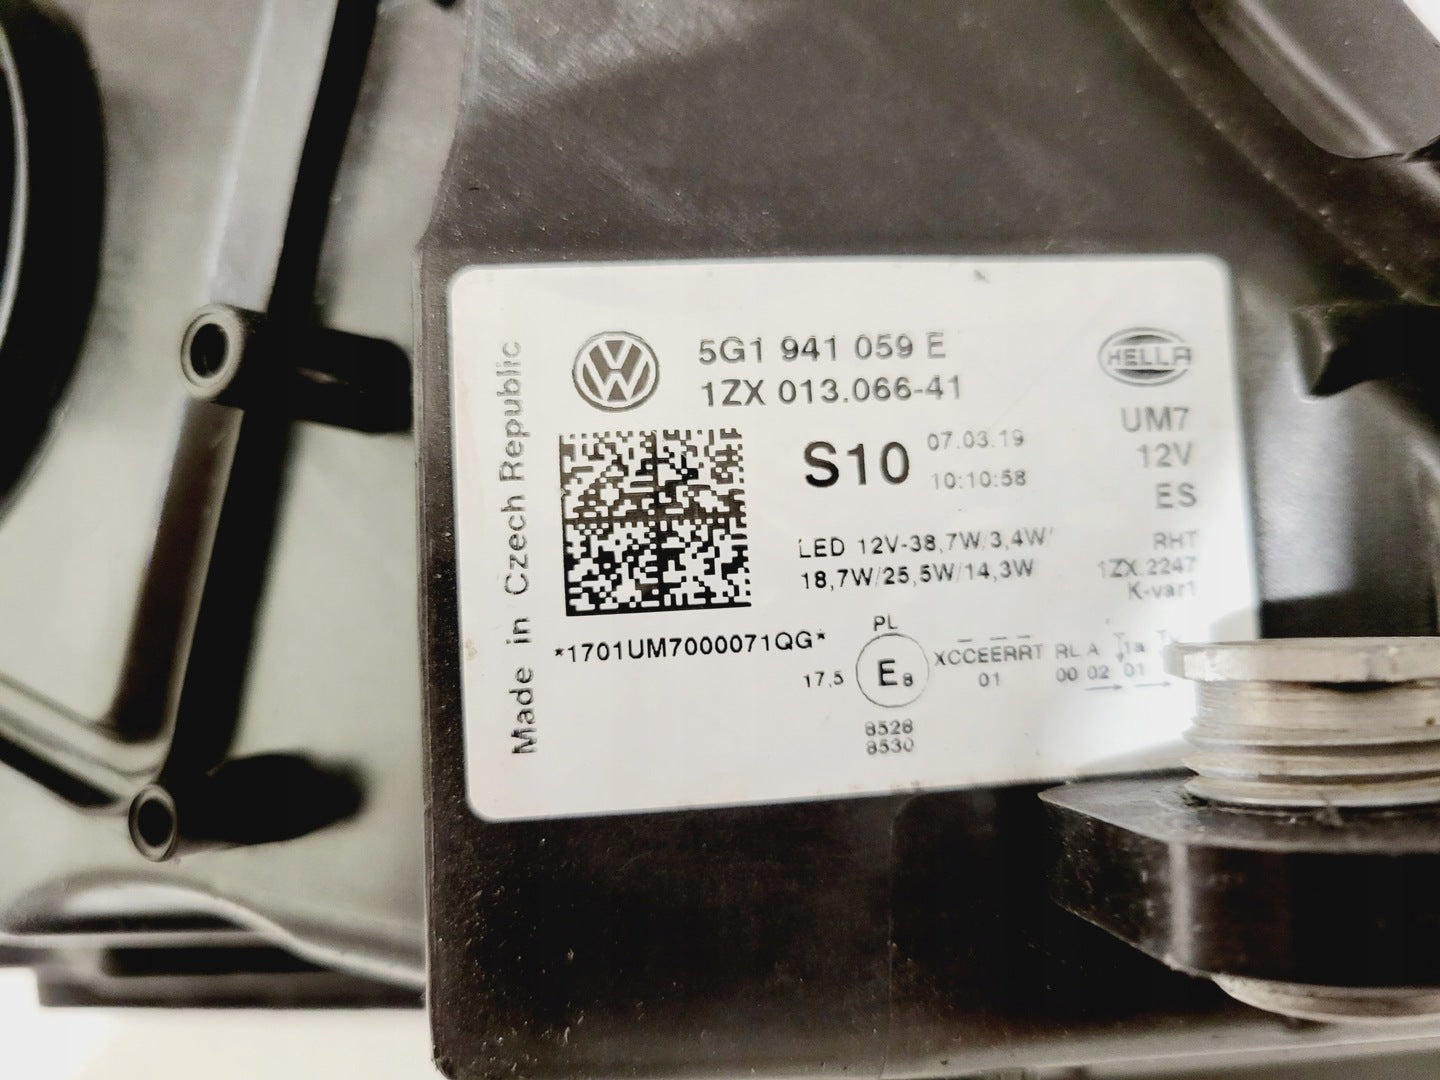 Made in Czech Republic
5G1 941 059 E
1ZX 013.066-41
HELLA
UM7
12V
ES
S10
07.03.19
10:10:58
LED 12V-38,7W/3,4W/
18,7W/25,5W/14,3W
RHT
1ZX.2247
K-var1
*1701UM7000071QG*
PL
17,5
E8
XCCEERRT RL A
01 00 02 01
8528
8530